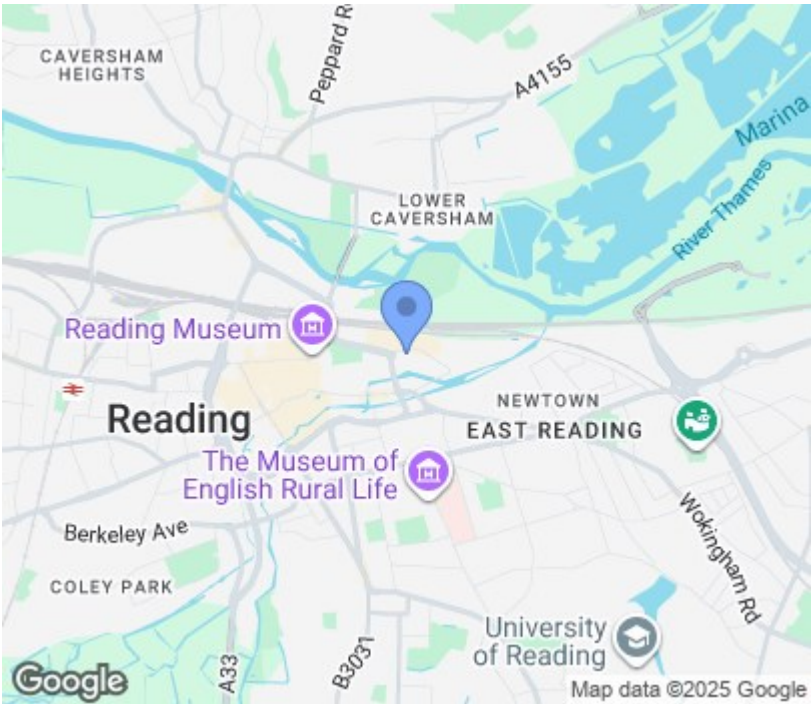 CAVERSHAM
HEIGHTS
Peppard R
A4155
Marina
LOWER
CAVERSHAM
River Thames
Reading Museum
Reading
NEWTOWN
EAST READING
The Museum of
English Rural Life
Berkeley Ave
Wokingham Rd
COLEY PARK
University
of Reading
A33
B3031
Google
Map data ©2025 Google